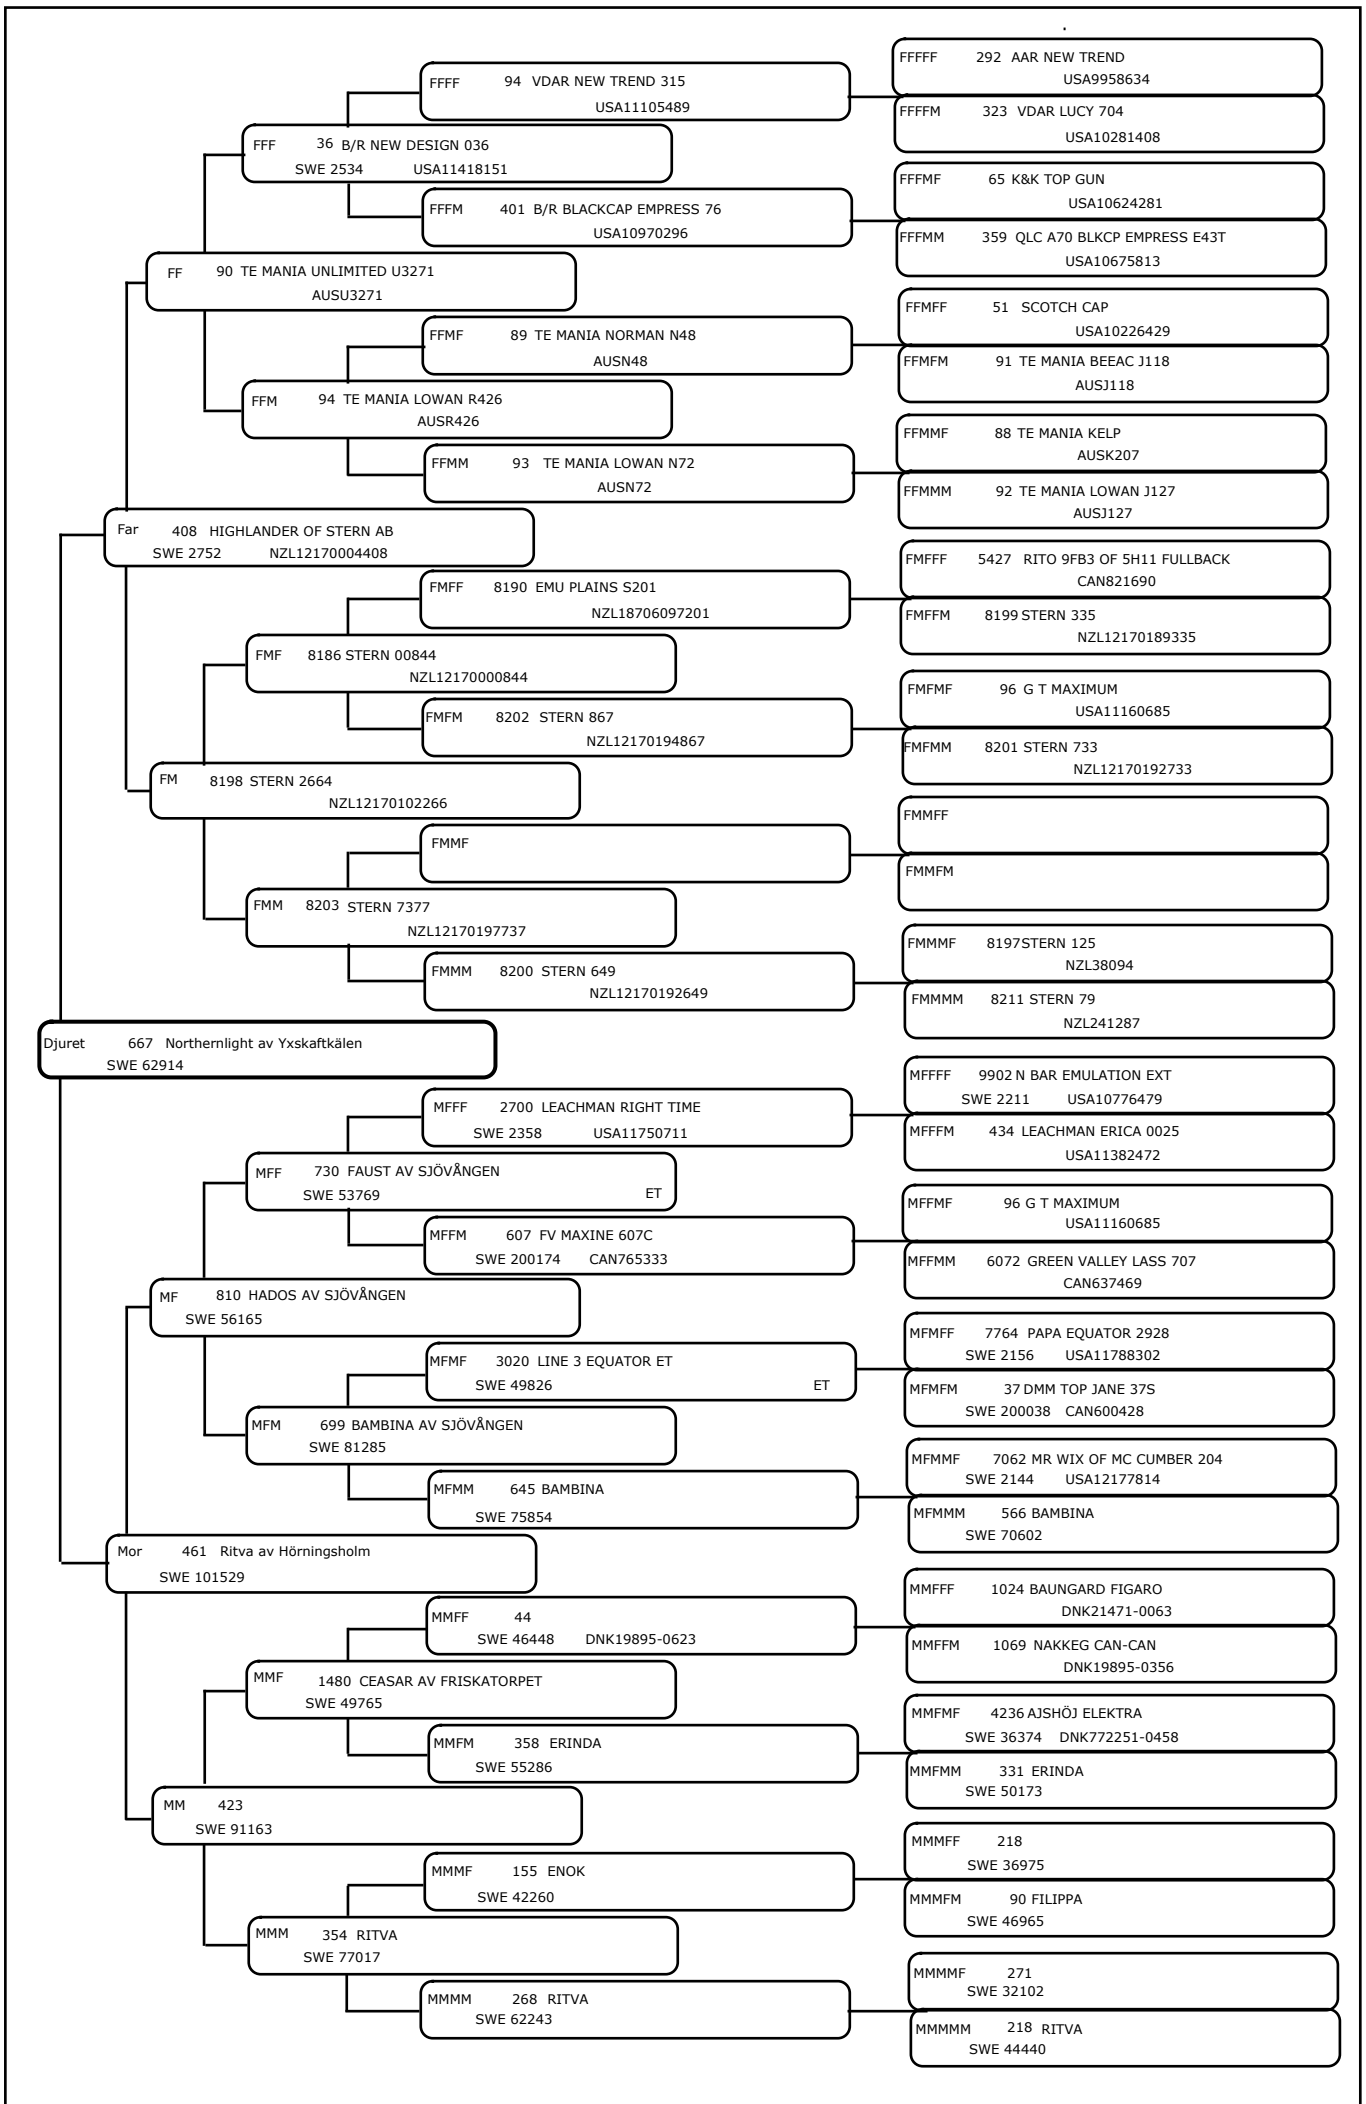 FFFFF 292 AAR NEW TREND
USA9958634
FFFF 94 VDAR NEW TREND 315
USA11105489
FFFFM 323 VDAR LUCY 704
USA10281408
FFF 36 B/R NEW DESIGN 036
SWE 2534 USA11418151
FFFMF 65 K&K TOP GUN
USA10624281
FFFM 401 B/R BLACKCAP EMPRESS 76
USA10970296
FFFMM 359 QLC A70 BLKCP EMPRESS E43T
USA10675813
FF 90 TE MANIA UNLIMITED U3271
AUSU3271
FFMFF 51 SCOTCH CAP
USA10226429
FFMF 89 TE MANIA NORMAN N48
AUSN48
FFMFM 91 TE MANIA BEEAC J118
AUSJ118
FFM 94 TE MANIA LOWAN R426
AUSR426
FFMMF 88 TE MANIA KELP
AUSK207
FFMM 93 TE MANIA LOWAN N72
AUSN72
FFMMM 92 TE MANIA LOWAN J127
AUSJ127
Far 408 HIGHLANDER OF STERN AB
SWE 2752 NZL12170004408
FMFFF 5427 RITO 9FB3 OF 5H11 FULLBACK
CAN821690
FMFF 8190 EMU PLAINS S201
NZL18706097201
FMFFM 8199 STERN 335
NZL12170189335
FMF 8186 STERN 00844
NZL12170000844
FMFMF 96 G T MAXIMUM
USA11160685
FMFM 8202 STERN 867
NZL12170194867
FMFMM 8201 STERN 733
NZL12170192733
FM 8198 STERN 2664
NZL12170102266
FMMFF
FMMF
FMMFM
FMM 8203 STERN 7377
NZL12170197737
FMMMF 8197 STERN 125
NZL38094
FMMM 8200 STERN 649
NZL12170192649
FMMMM 8211 STERN 79
NZL241287
Djuret 667 Northernlight av Yxskaftkälen
SWE 62914
MFFFF 9902 N BAR EMULATION EXT
SWE 2211 USA10776479
MFFF 2700 LEACHMAN RIGHT TIME
SWE 2358 USA11750711
MFFFM 434 LEACHMAN ERICA 0025
USA11382472
MFF 730 FAUST AV SJÖVÅNGEN
SWE 53769 ET
MFFMF 96 G T MAXIMUM
USA11160685
MFFM 607 FV MAXINE 607C
SWE 200174 CAN765333
MFFMM 6072 GREEN VALLEY LASS 707
CAN637469
MF 810 HADOS AV SJÖVÅNGEN
SWE 56165
MFMFF 7764 PAPA EQUATOR 2928
SWE 2156 USA11788302
MFMF 3020 LINE 3 EQUATOR ET
SWE 49826 ET
MFMFM 37 DMM TOP JANE 37S
SWE 200038 CAN600428
MFM 699 BAMBINA AV SJÖVÅNGEN
SWE 81285
MFMMF 7062 MR WIX OF MC CUMBER 204
SWE 2144 USA12177814
MFMM 645 BAMBINA
SWE 75854
MFMMM 566 BAMBINA
SWE 70602
Mor 461 Ritva av Hörningsholm
SWE 101529
MMFFF 1024 BAUNGARD FIGARO
DNK21471-0063
MMFF 44
SWE 46448 DNK19895-0623
MMFFM 1069 NAKKEG CAN-CAN
DNK19895-0356
MMF 1480 CEASAR AV FRISKATORPET
SWE 49765
MMFMF 4236 AJSHÖJ ELEKTRA
SWE 36374 DNK772251-0458
MMFM 358 ERINDA
SWE 55286
MMFMM 331 ERINDA
SWE 50173
MM 423
SWE 91163
MMMFF 218
SWE 36975
MMMF 155 ENOK
SWE 42260
MMMFM 90 FILIPPA
SWE 46965
MMM 354 RITVA
SWE 77017
MMMMF 271
SWE 32102
MMMM 268 RITVA
SWE 62243
MMMMM 218 RITVA
SWE 44440